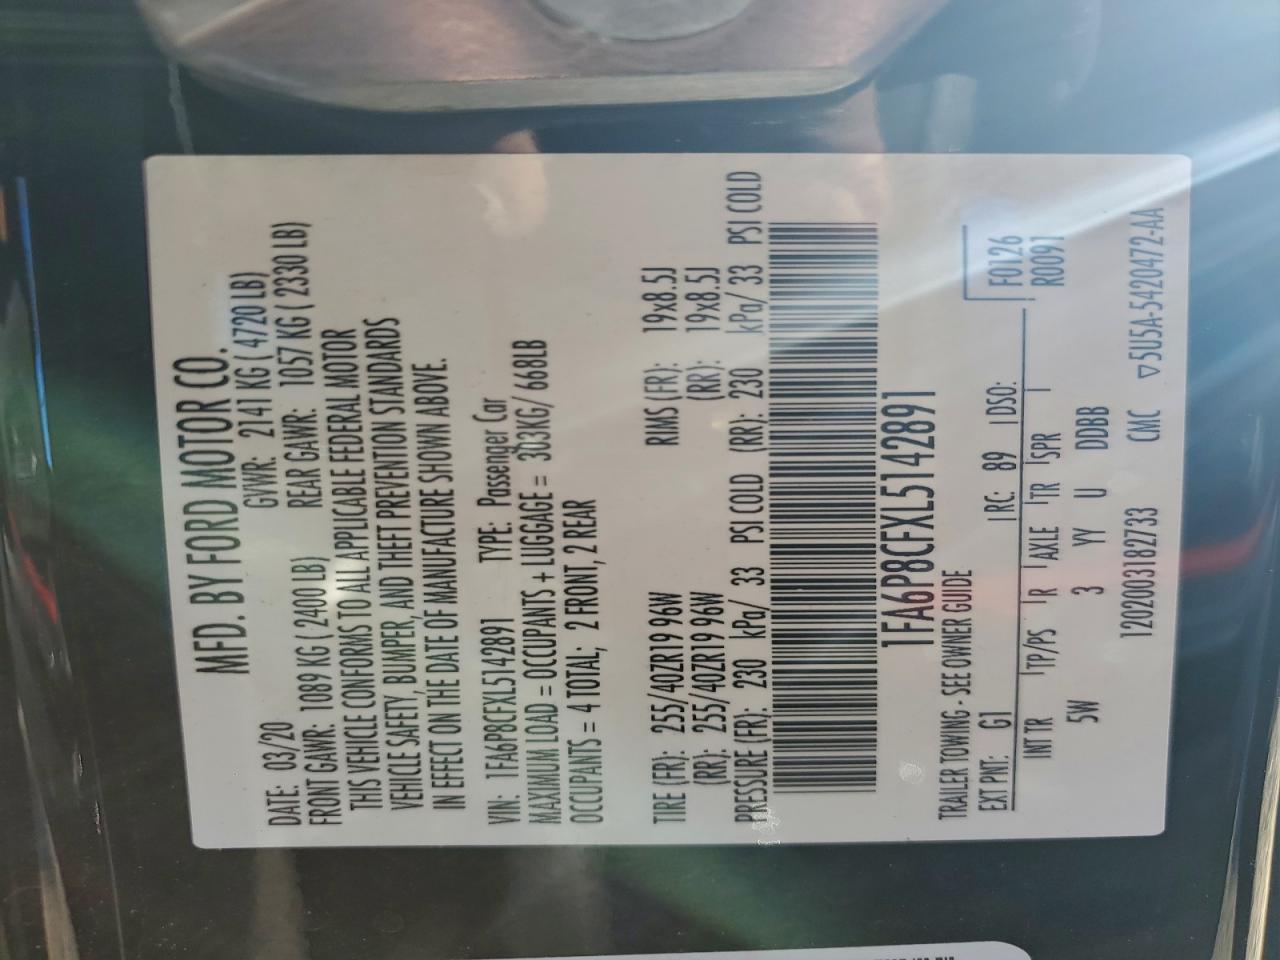 MFD. BY FORD MOTOR CO.
DATE: 03/20 GVWR: 2141 KG ( 4720 LB)
FRONT GAWR: 1089 KG ( 2400 LB) REAR GAWR: 1057 KG ( 2330 LB)
THIS VEHICLE CONFORMS TO ALL APPLICABLE FEDERAL MOTOR
VEHICLE SAFETY, BUMPER, AND THEFT PREVENTION STANDARDS
IN EFFECT ON THE DATE OF MANUFACTURE SHOWN ABOVE.
VIN: 1FA6P8CFXL5142891 TYPE: Passenger Car
MAXIMUM LOAD = OCCUPANTS + LUGGAGE = 303KG/ 668LB
OCCUPANTS = 4 TOTAL; 2 FRONT, 2 REAR
TIRE (FR): 255/40ZR19 96W RIMS (FR): 19x8.5J
(RR): 255/40ZR19 96W (RR): 19x8.5J
PRESSURE (FR): 230 kPa/ 33 PSI COLD (RR): 230 kPa/ 33 PSI COLD
1FA6P8CFXL5142891
TRAILER TOWING - SEE OWNER GUIDE
EXT PNT: G1 RC: 89 DSO: F0126
INT TR TP/PS R AXLE TR SPR R0091
5W 3 YY U DDBB
12020031827​33 CMC ▽5U5A-5420472-AA